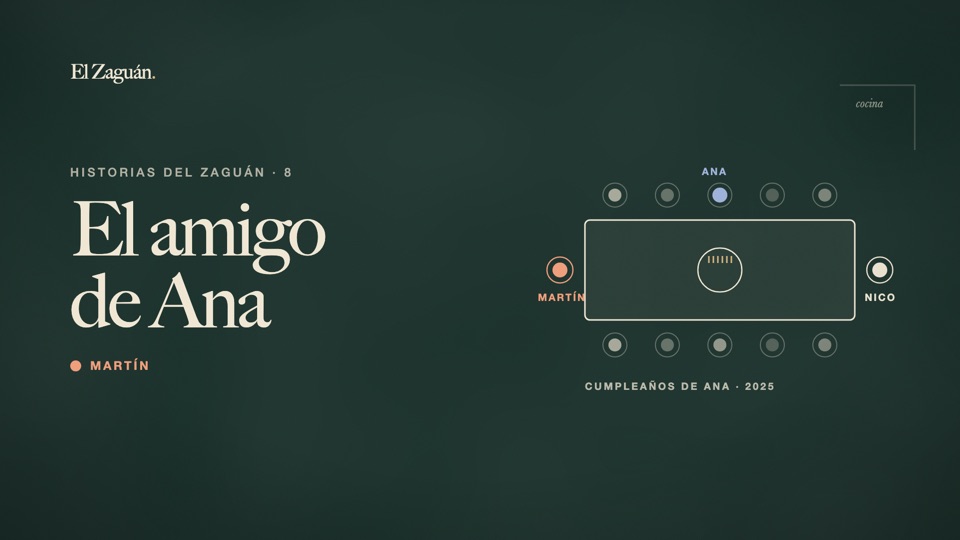 El Zaguán.
cocina
HISTORIAS DEL ZAGUÁN · 8
El amigo
de Ana
MARTÍN
ANA
MARTÍN
NICO
CUMPLEAÑOS DE ANA · 2025